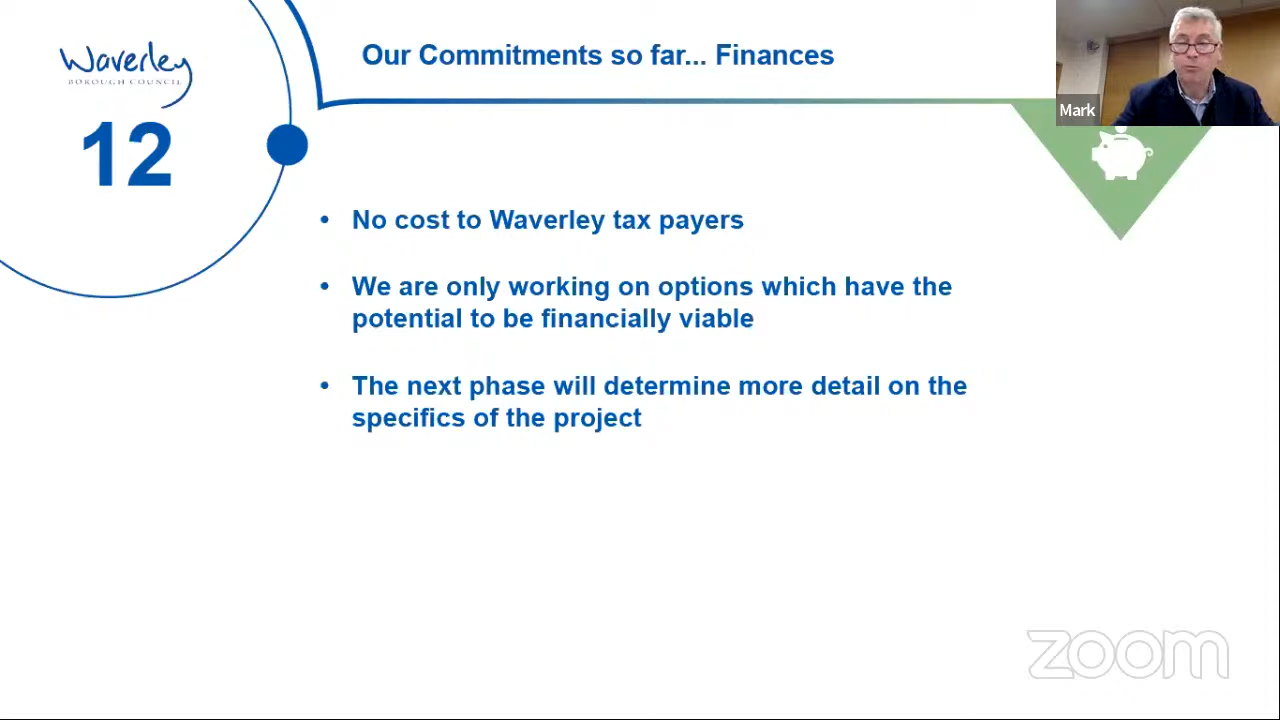 Waverley
BOROUGH COUNCIL
12
Our Commitments so far... Finances
Mark
• No cost to Waverley tax payers
• We are only working on options which have the
potential to be financially viable
• The next phase will determine more detail on the
specifics of the project
zoom